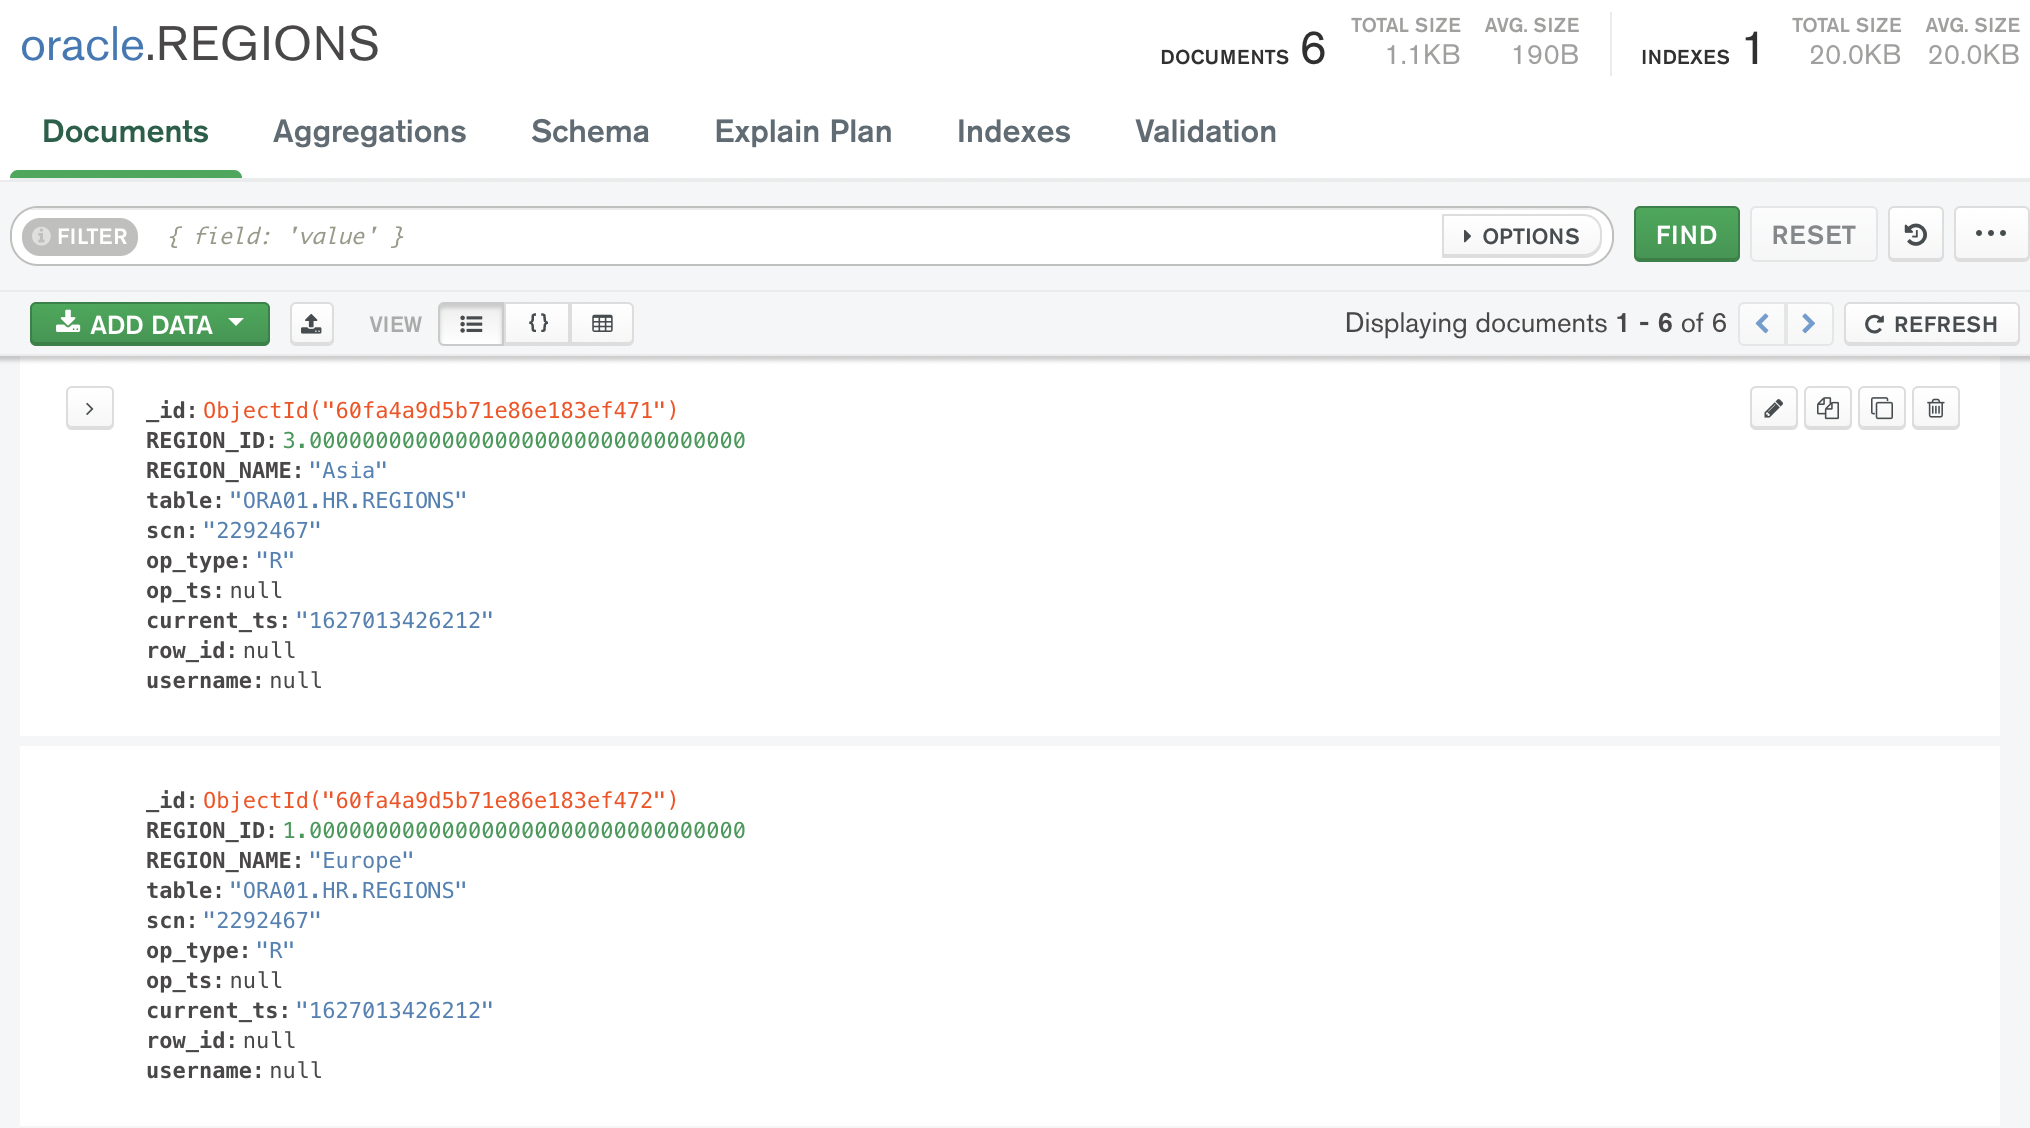 oracle.REGIONS
DOCUMENTS 6 TOTAL SIZE 1.1KB AVG. SIZE 190B INDEXES 1 TOTAL SIZE 20.0KB AVG. SIZE 20.0KB
Documents Aggregations Schema Explain Plan Indexes Validation
FILTER { field: 'value' } OPTIONS FIND RESET
ADD DATA VIEW {} Displaying documents 1 - 6 of 6 REFRESH
_id: ObjectId("60fa4a9d5b71e86e183ef471")
REGION_ID: 3.000000000000000000000000000000000
REGION_NAME: "Asia"
table: "ORA01.HR.REGIONS"
scn: "2292467"
op_type: "R"
op_ts: null
current_ts: "1627013426212"
row_id: null
username: null
_id: ObjectId("60fa4a9d5b71e86e183ef472")
REGION_ID: 1.000000000000000000000000000000000
REGION_NAME: "Europe"
table: "ORA01.HR.REGIONS"
scn: "2292467"
op_type: "R"
op_ts: null
current_ts: "1627013426212"
row_id: null
username: null